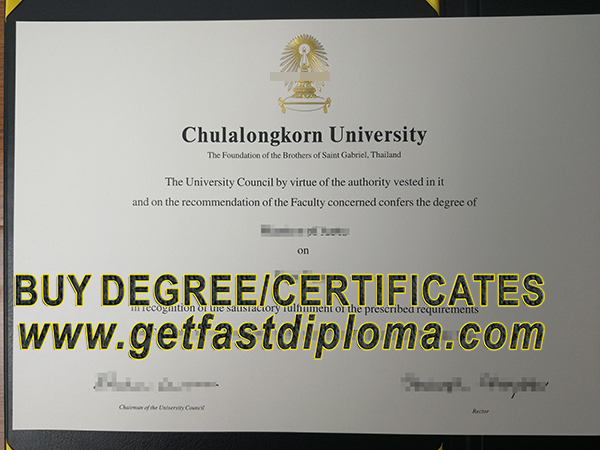 Chulalongkorn University
The Foundation of the Brothers of Saint Gabriel, Thailand
The University Council by virtue of the authority vested in it
and on the recommendation of the Faculty concerned confers the degree of
on
BUY DEGREE/CERTIFICATES
in recognition of the satisfactory fulfillment of the prescribed requirements
www.getfastdiploma.com
Chairman of the University Council
Rector